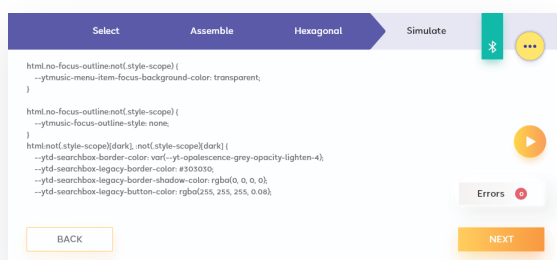 Select Assemble Hexagonal Simulate
html.no-focus-outline:not(.style-scope) {
--ytmusic-menu-item-focus-background-color: transparent;
}
html.no-focus-outline:not(.style-scope) {
--ytmusic-focus-outline-style: none;
}
html:not(.style-scope)[dark], :not(.style-scope)[dark] {
--ytd-searchbox-border-color: var(--yt-opalescence-grey-opacity-lighten-4);
--ytd-searchbox-legacy-border-color: #303030;
--ytd-searchbox-legacy-border-shadow-color: rgba(0, 0, 0, 0);
--ytd-searchbox-legacy-button-color: rgba(255, 255, 255, 0.08);
Errors 0
BACK NEXT